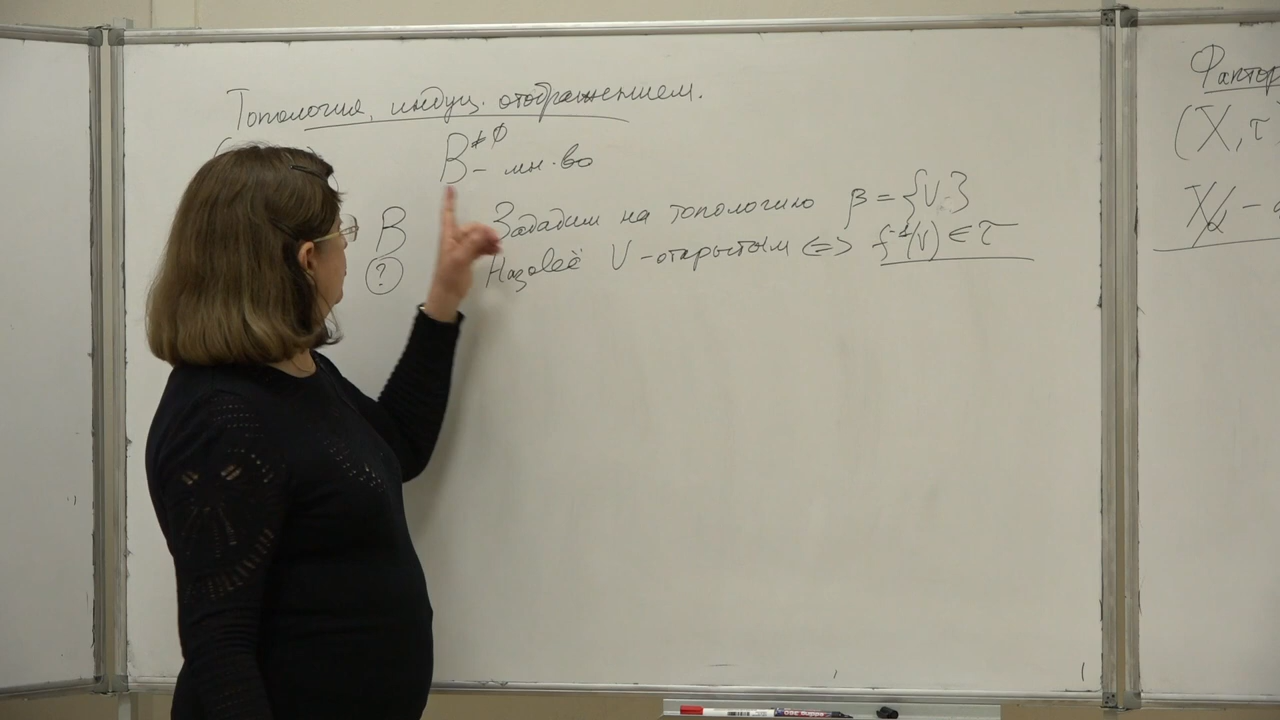 Топология, индуц. отображением.
B≠∅ – мн-во
B Зададим на топологию β = {V}
? Назовём V – открытым <=> f⁻¹(V) ∈ τ
Фактор
(X, τ)
X/ –